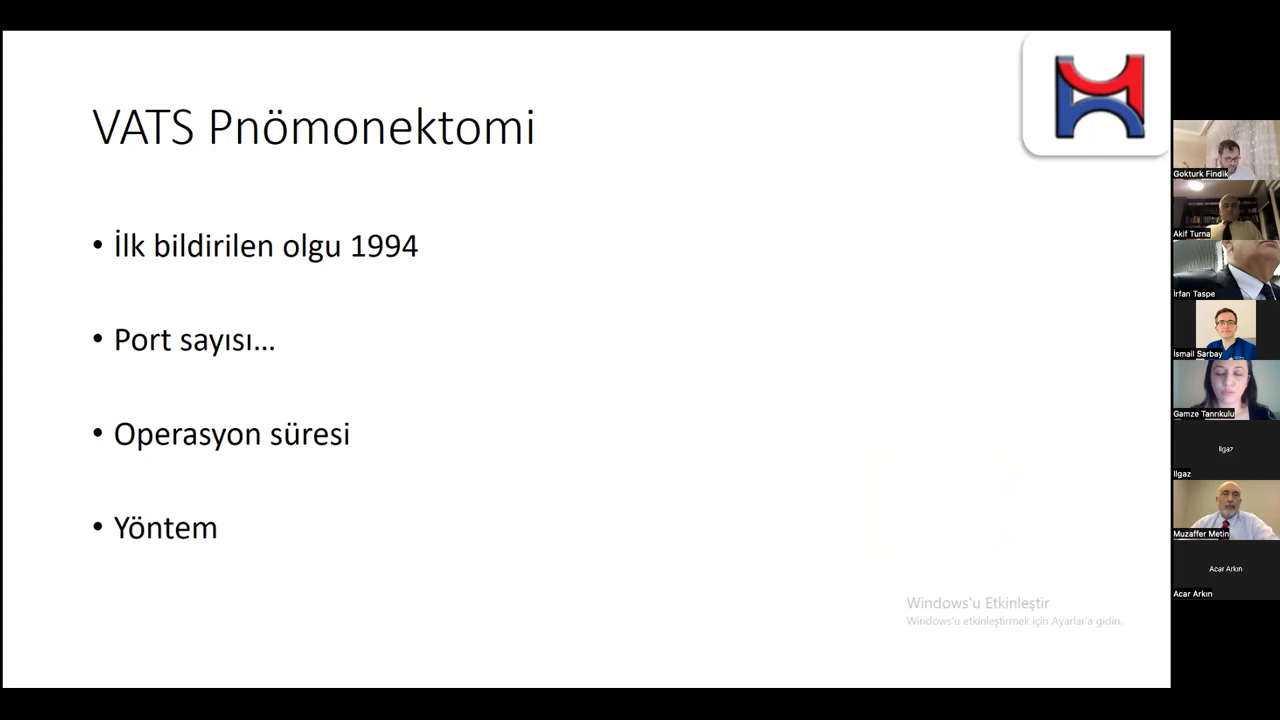 VATS Pnömonektomi
• İlk bildirilen olgu 1994
• Port sayısı...
• Operasyon süresi
• Yöntem
Windows'u Etkinleştir
Windows'u etkinleştirmek için Ayarlar'a gidin.
Gokturk Findik
Akif Turna
İrfan Taspe
İsmail Sarbay
Gamze Tanrıkulu
Ilgaz
Ilgaz
Muzaffer Metin
Acar Arkın
Acar Arkın